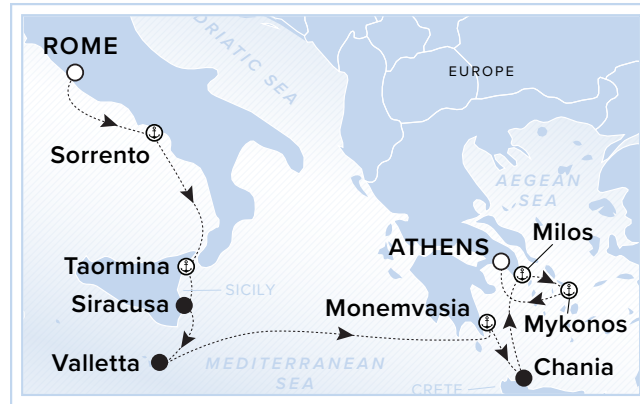 ROME
ADRIATIC SEA
EUROPE
Sorrento
AEGEAN
SEA
Milos
ATHENS
Taormina
SICILY
Siracusa
Monemvasia
Mykonos
Valletta
MEDITERRANEAN
SEA
Chania
CRETE